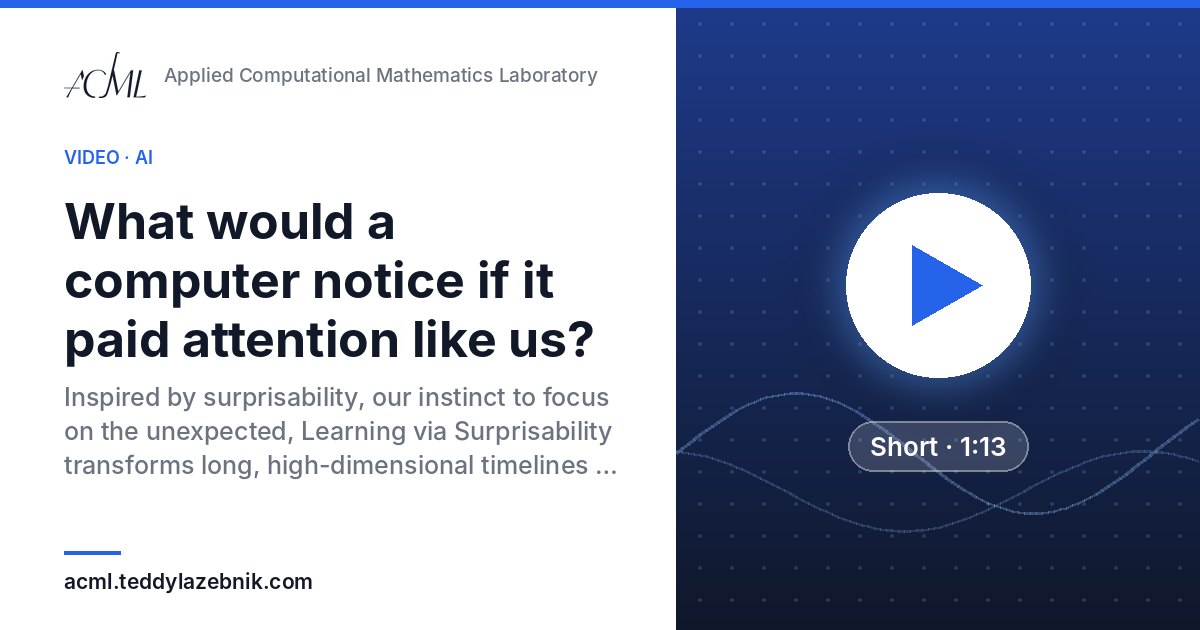 ACML
Applied Computational Mathematics Laboratory
VIDEO · AI
What would a
computer notice if it
paid attention like us?
Inspired by surprisability, our instinct to focus
on the unexpected, Learning via Surprisability
transforms long, high-dimensional timelines ...
Short · 1:13
acml.teddylazebnik.com